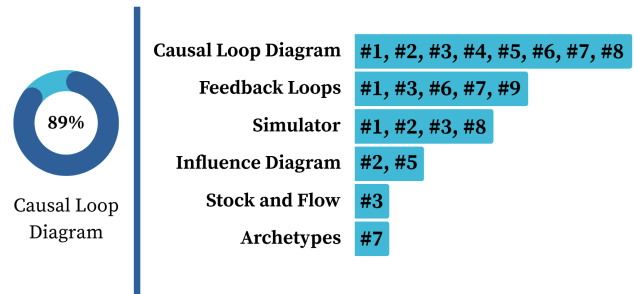 89%
Causal Loop
Diagram
Causal Loop Diagram #1, #2, #3, #4, #5, #6, #7, #8
Feedback Loops #1, #3, #6, #7, #9
Simulator #1, #2, #3, #8
Influence Diagram #2, #5
Stock and Flow #3
Archetypes #7